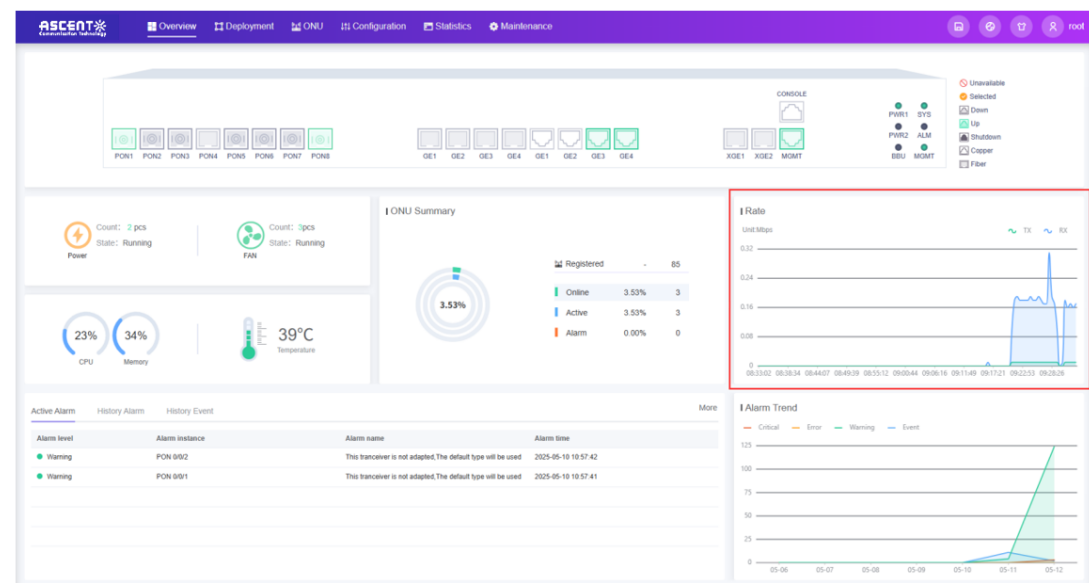 ASCENT
Communication Technology
Overview Deployment ONU Configuration Statistics Maintenance root
CONSOLE
PON1 PON2 PON3 PON4 PON5 PON6 PON7 PON8 GE1 GE2 GE3 GE4 GE1 GE2 GE3 GE4 XGE1 XGE2 MGMT
PWR1 SYS
PWR2 ALM
BBU MGMT
Unavailable
Selected
Down
Up
Shutdown
Copper
Fiber
Count: 2 pcs
State: Running
Power
Count: 3pcs
State: Running
FAN
23%
CPU
34%
Memory
39°C
Temperature
ONU Summary
3.53%
Registered - 85
Online 3.53% 3
Active 3.53% 3
Alarm 0.00% 0
Rate
Unit:Mbps TX RX
0.32
0.24
0.16
0.08
0
08:33:02 08:38:34 08:44:07 08:49:39 08:55:12 09:00:44 09:06:16 09:11:49 09:17:21 09:22:53 09:28:26
Active Alarm History Alarm History Event More
Alarm level Alarm instance Alarm name Alarm time
Warning PON 0/0/2 This tranceiver is not adapted,The default type will be used 2025-05-10 10:57:42
Warning PON 0/0/1 This tranceiver is not adapted,The default type will be used 2025-05-10 10:57:41
Alarm Trend
Critical Error Warning Event
125
100
75
50
25
0
05-06 05-07 05-08 05-09 05-10 05-11 05-12